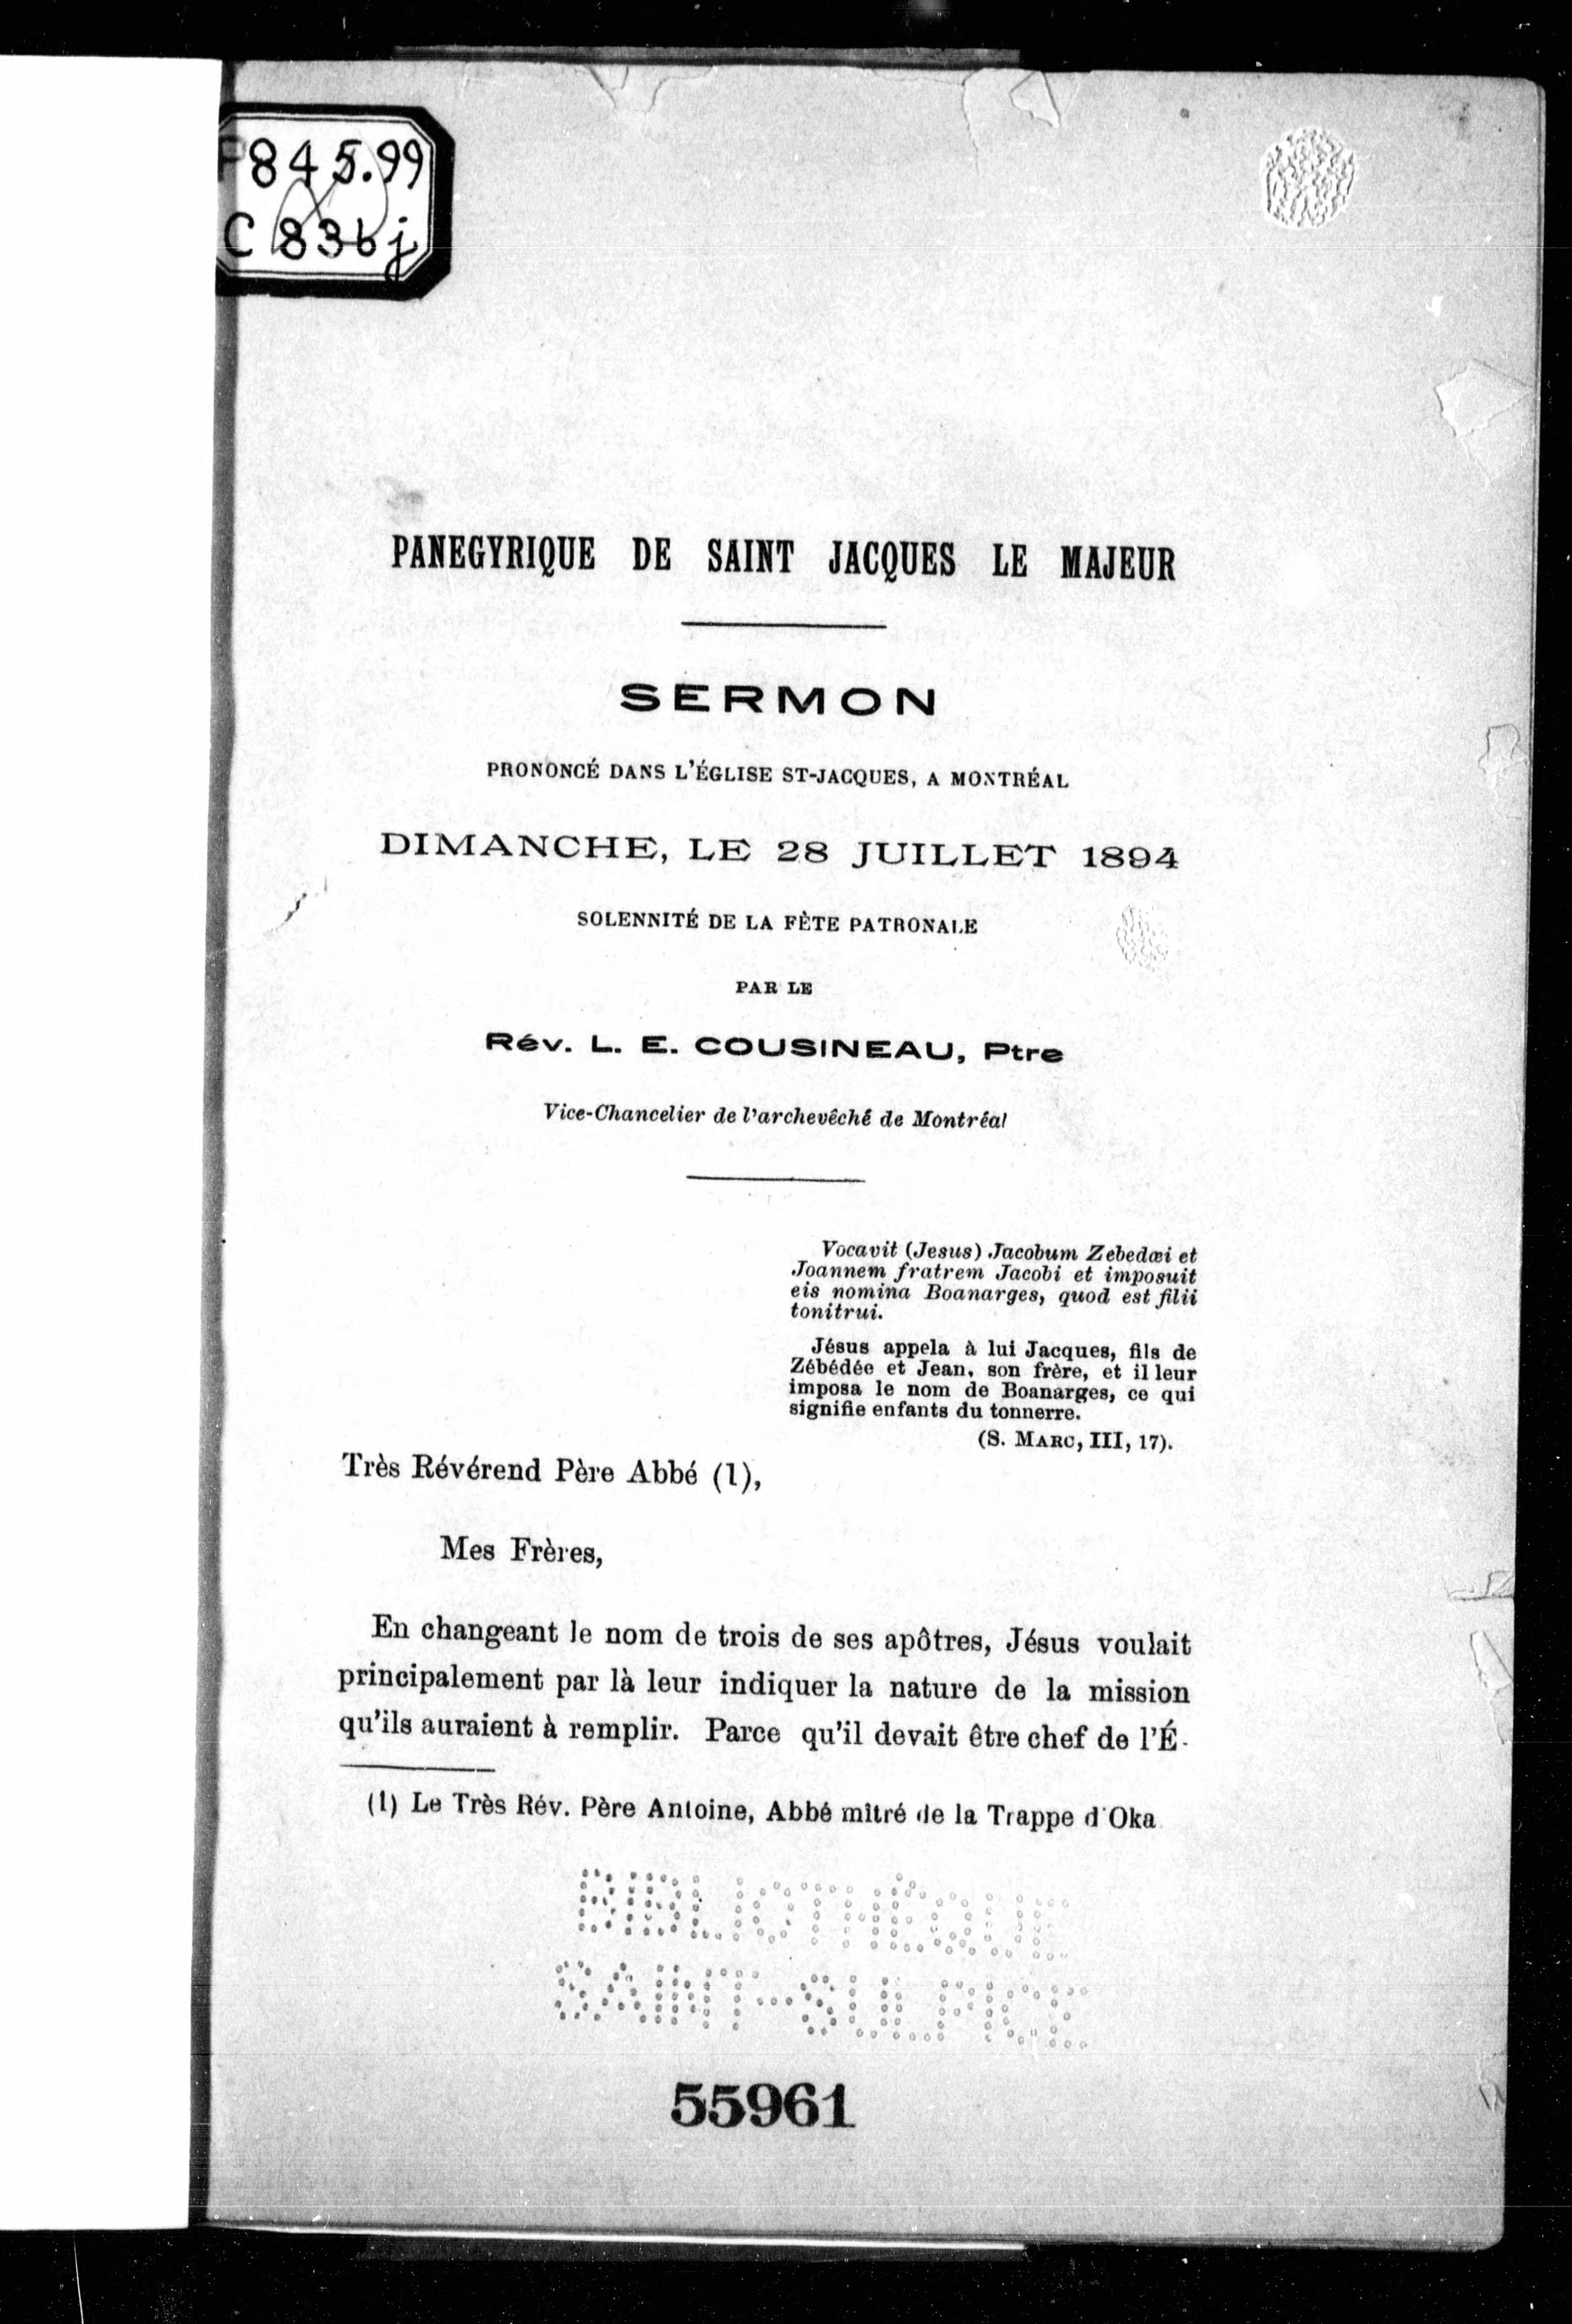 P845.99
C836j
PANEGYRIQUE DE SAINT JACQUES LE MAJEUR
SERMON
PRONONCÉ DANS L'ÉGLISE ST-JACQUES, A MONTRÉAL
DIMANCHE, LE 28 JUILLET 1894
SOLENNITÉ DE LA FÈTE PATRONALE
PAR LE
Rév. L. E. COUSINEAU, Ptre
Vice-Chancelier de l'archevêché de Montréal
Vocavit (Jesus) Jacobum Zebedœi et
Joannem fratrem Jacobi et imposuit
eis nomina Boanarges, quod est filii
tonitrui.
Jésus appela à lui Jacques, fils de
Zébédée et Jean, son frère, et il leur
imposa le nom de Boanarges, ce qui
signifie enfants du tonnerre.
(S. MARC, III, 17).
Très Révérend Père Abbé (1),
Mes Frères,
En changeant le nom de trois de ses apôtres, Jésus voulait
principalement par là leur indiquer la nature de la mission
qu'ils auraient à remplir. Parce qu'il devait être chef de l'É-
(1) Le Très Rév. Père Antoine, Abbé mîtré de la Trappe d'Oka
BIBLIOTHÈQUE
SAINT-SULPICE
55961